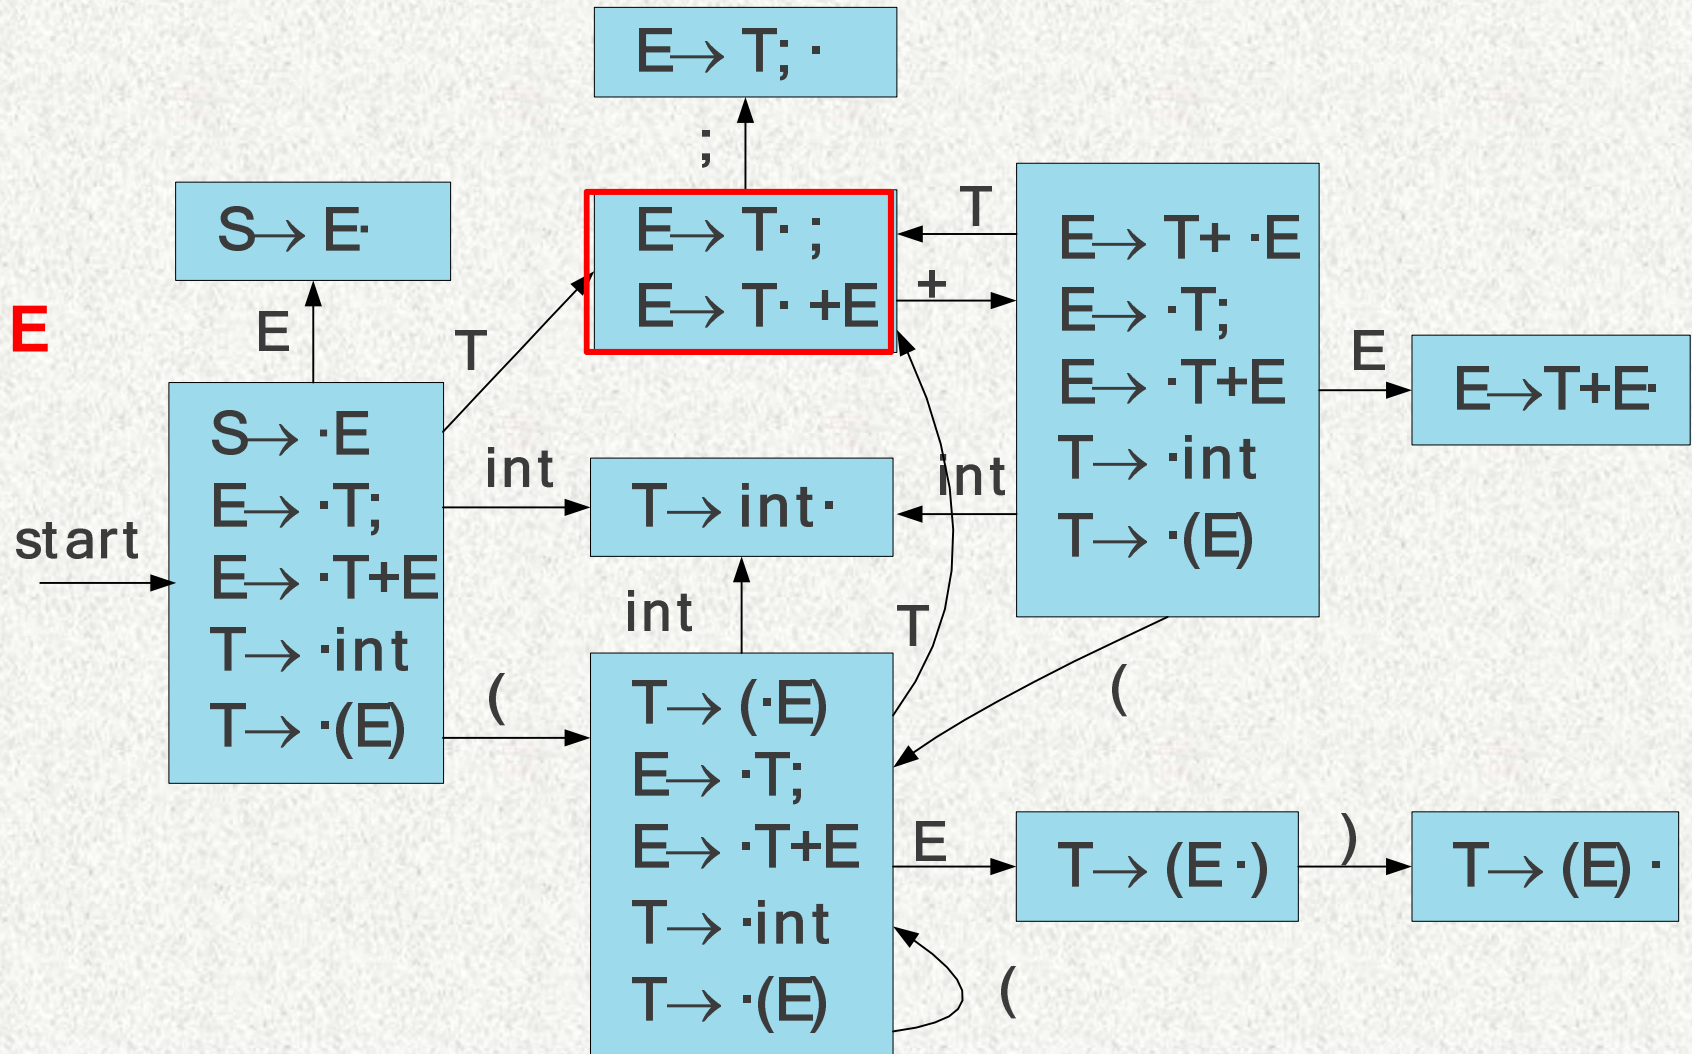 E→ T; ·
;
S→ E·
E→ T· ;
E→ T· +E
T
+
E→ T+ ·E
E→ ·T;
E→ ·T+E
T→ ·int
T→ ·(E)
E
E
T
E
E→T+E·
S→ ·E
E→ ·T;
E→ ·T+E
T→ ·int
T→ ·(E)
start
int
T→ int·
int
int
T
(
(
T→ (·E)
E→ ·T;
E→ ·T+E
T→ ·int
T→ ·(E)
E
T→ (E ·)
)
T→ (E) ·
(